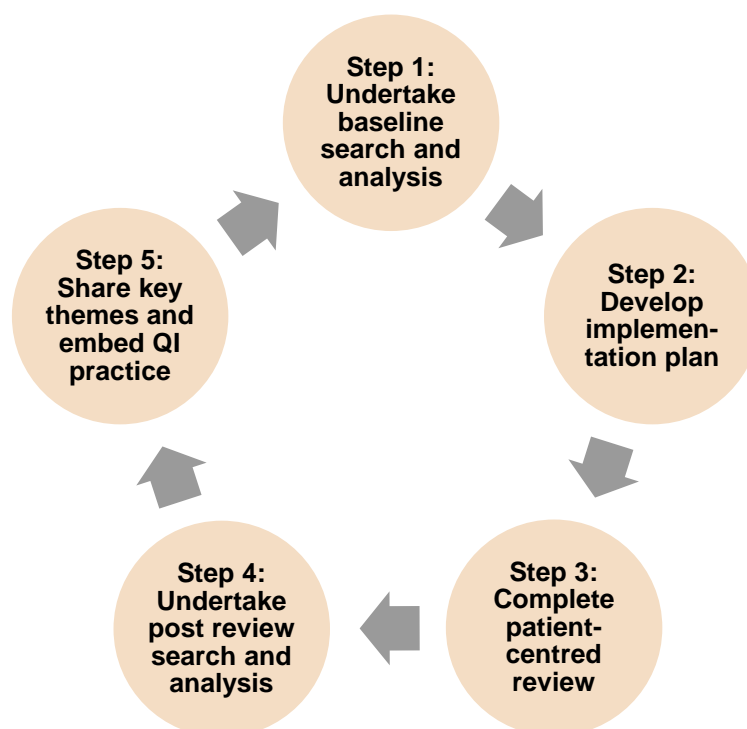 Step 1:
Undertake
baseline
search and
analysis
Step 2:
Develop
implemen-
tation plan
Step 3:
Complete
patient-
centred
review
Step 4:
Undertake
post review
search and
analysis
Step 5:
Share key
themes and
embed QI
practice